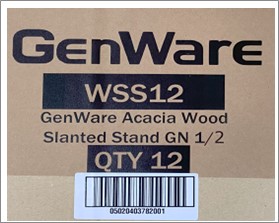 GENWARE
WSS12
GenWare Acacia Wood
Slanted Stand GN 1/2
QTY 12
05020403782001